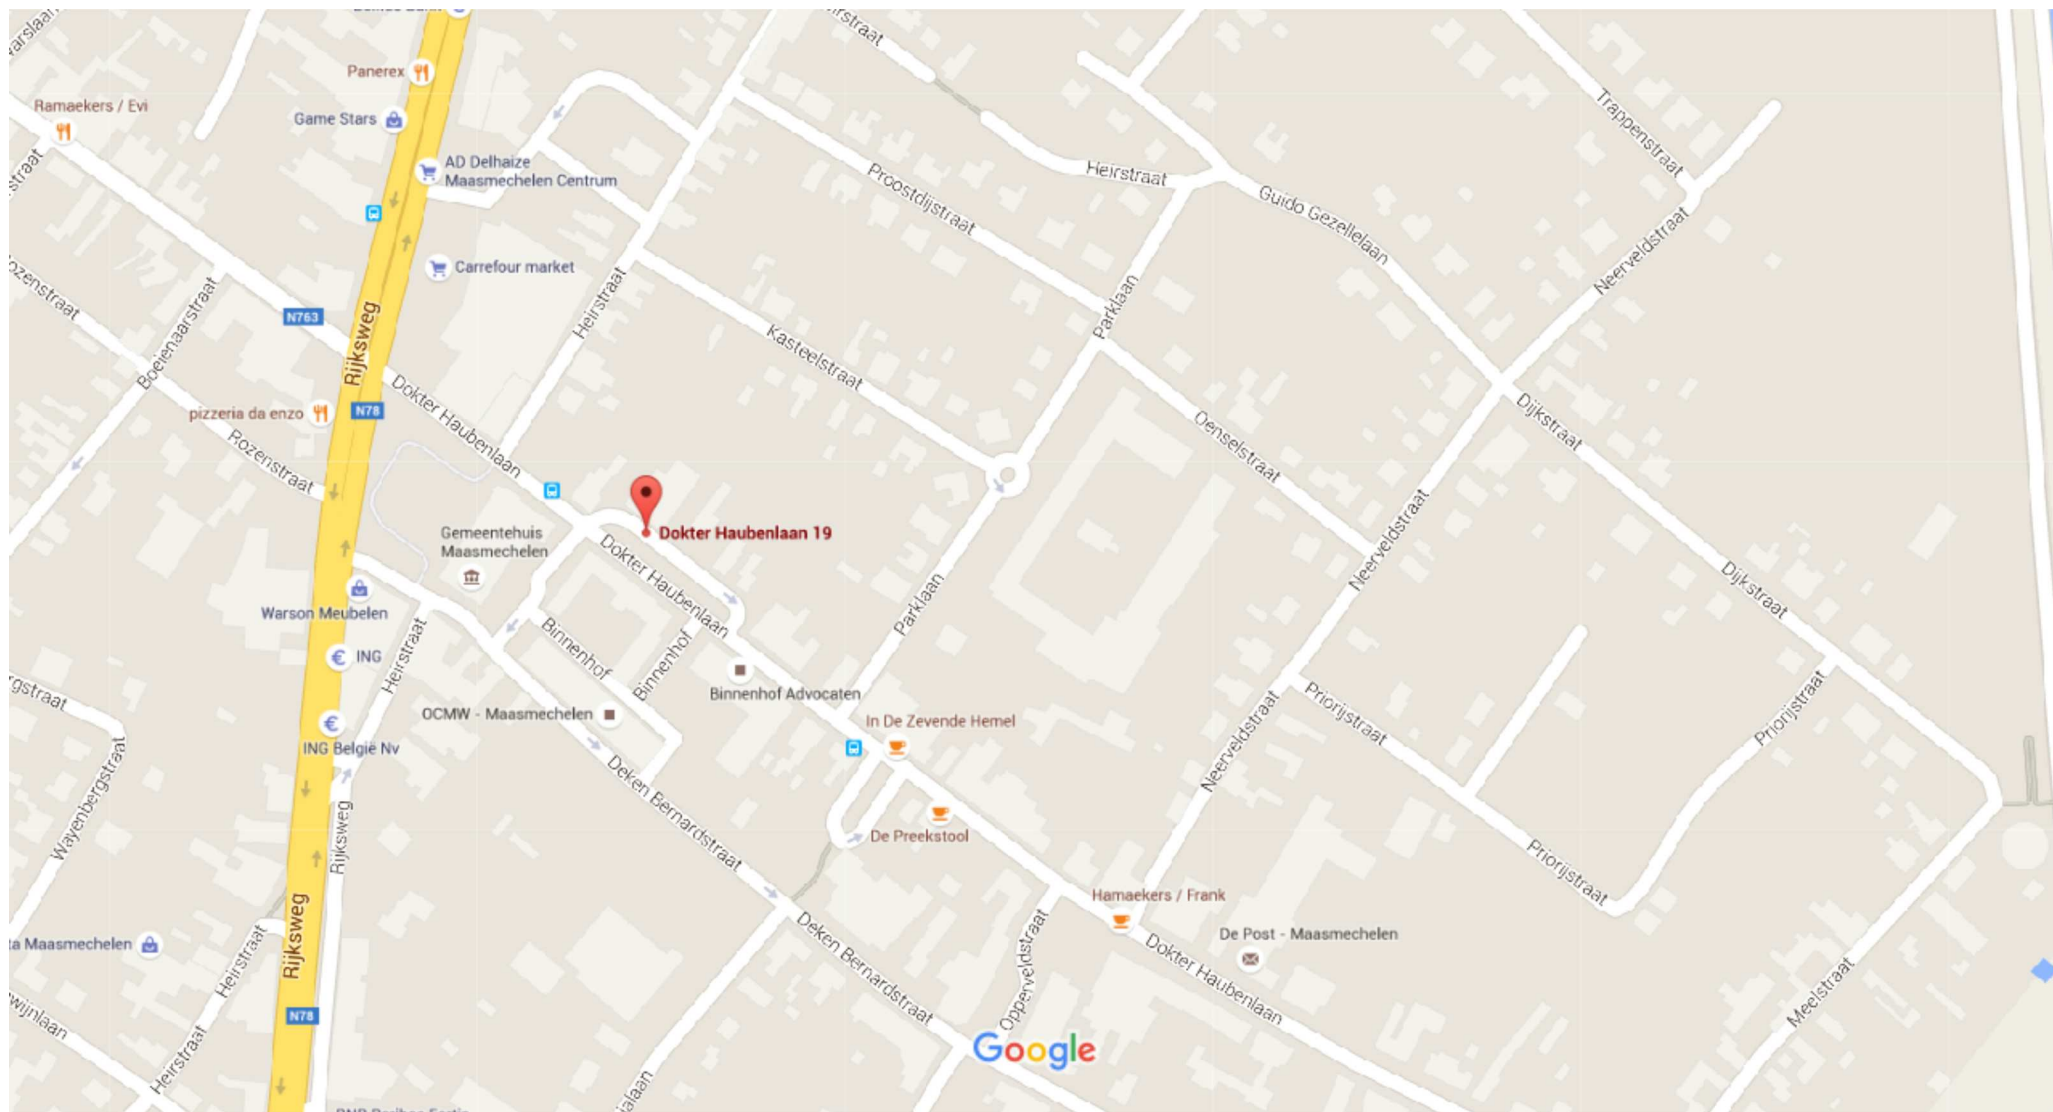 Panerex
Ramaekers / Evi
Game Stars
AD Delhaize
Maasmechelen Centrum
Heirstraat
Trappenstraat
Proostdijstraat
Guido Gezellelaan
Neerveldstraat
Carrefour market
Heirstraat
Parklaan
N763
Rijksweg
Boeienaarstraat
Kasteelstraat
Dokter Haubenlaan
N78
pizzeria da enzo
Rozenstraat
Oenselstraat
Dijkstraat
Dokter Haubenlaan 19
Gemeentehuis
Maasmechelen
Dokter Haubenlaan
Neerveldstraat
Parklaan
Dijkstraat
Warson Meubelen
Binnenhof
Binnenhof
ING
Heirstraat
Binnenhof Advocaten
OCMW - Maasmechelen
In De Zevende Hemel
Priorijstraat
Priorijstraat
Neerveldstraat
ING België Nv
Wayenbergstraat
Rijksweg
Deken Bernardstraat
De Preekstool
Priorijstraat
Hamaekers / Frank
De Post - Maasmechelen
ta Maasmechelen
Rijksweg
Heirstraat
Deken Bernardstraat
Opperveldstraat
Dokter Haubenlaan
Meelstraat
N78
Heirstraat
Google